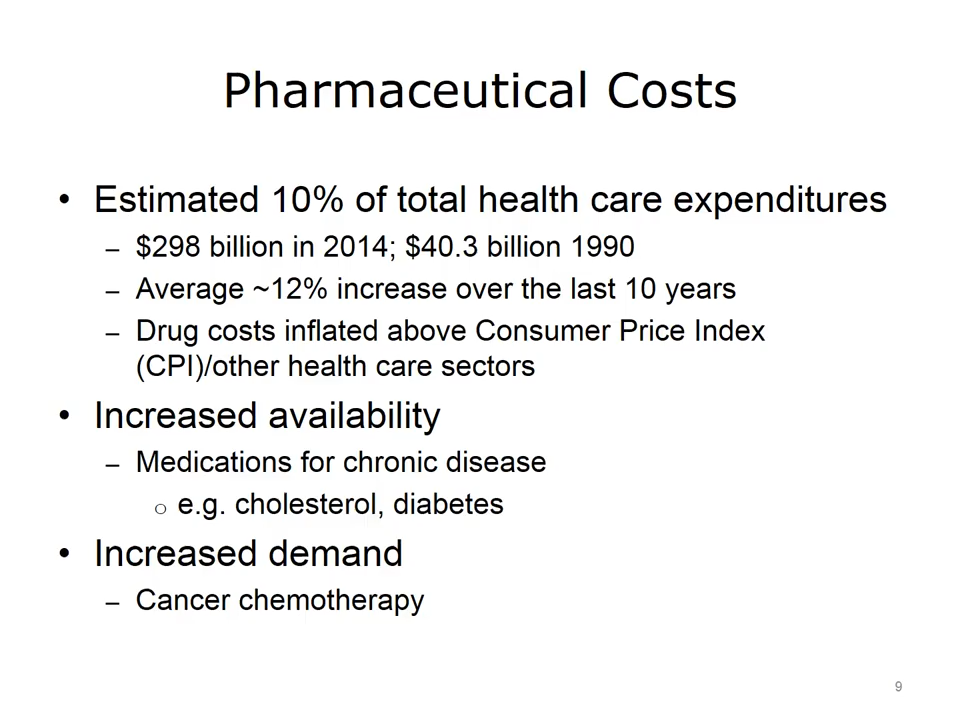 Pharmaceutical Costs
• Estimated 10% of total health care expenditures
– $298 billion in 2014; $40.3 billion 1990
– Average ~12% increase over the last 10 years
– Drug costs inflated above Consumer Price Index
(CPI)/other health care sectors
• Increased availability
– Medications for chronic disease
○ e.g. cholesterol, diabetes
• Increased demand
– Cancer chemotherapy
9